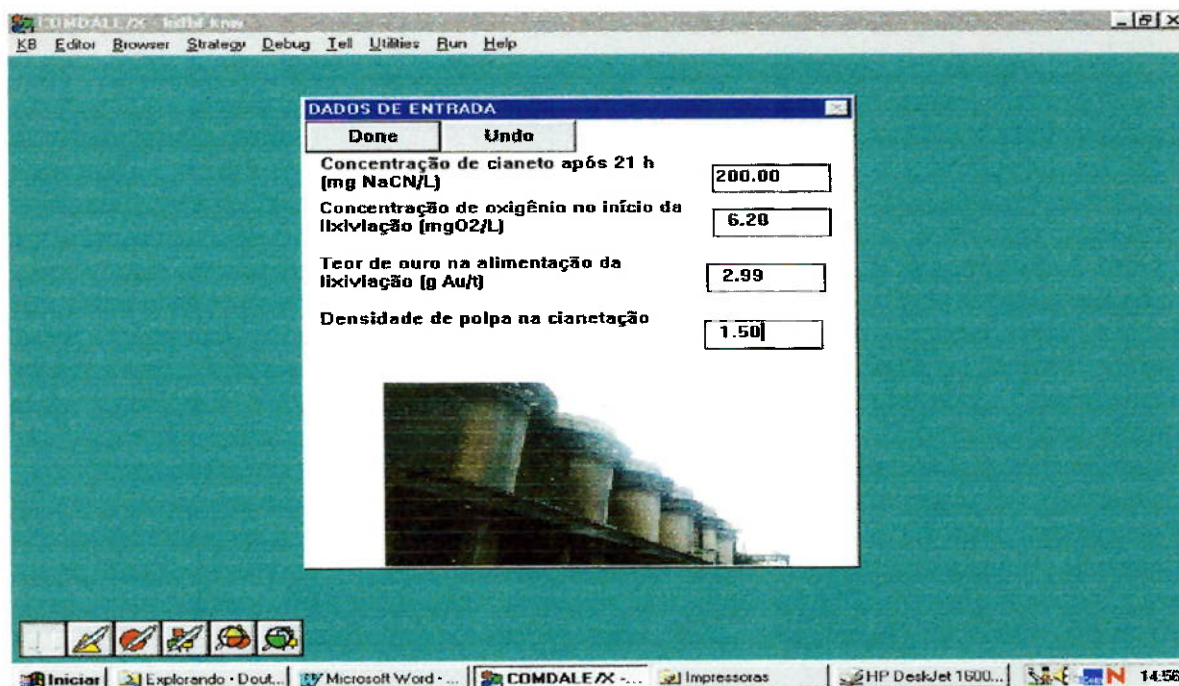 COMDALE/X -
KB Editor Browser Strategy Debug Tell Utilities Run Help
DADOS DE ENTRADA
Done Undo
Concentração de cianeto após 21 h
(mg NaCN/L)
200.00
Concentração de oxigênio no início da
lixiviação (mgO2/L)
6.20
Teor de ouro na alimentação da
lixiviação (g Au/t)
2.99
Densidade de polpa na cianetação
1.50
Iniciar Explorando - Dout... Microsoft Word - ... COMDALE/X -... Impressoras HP DeskJet 1600... 14:56